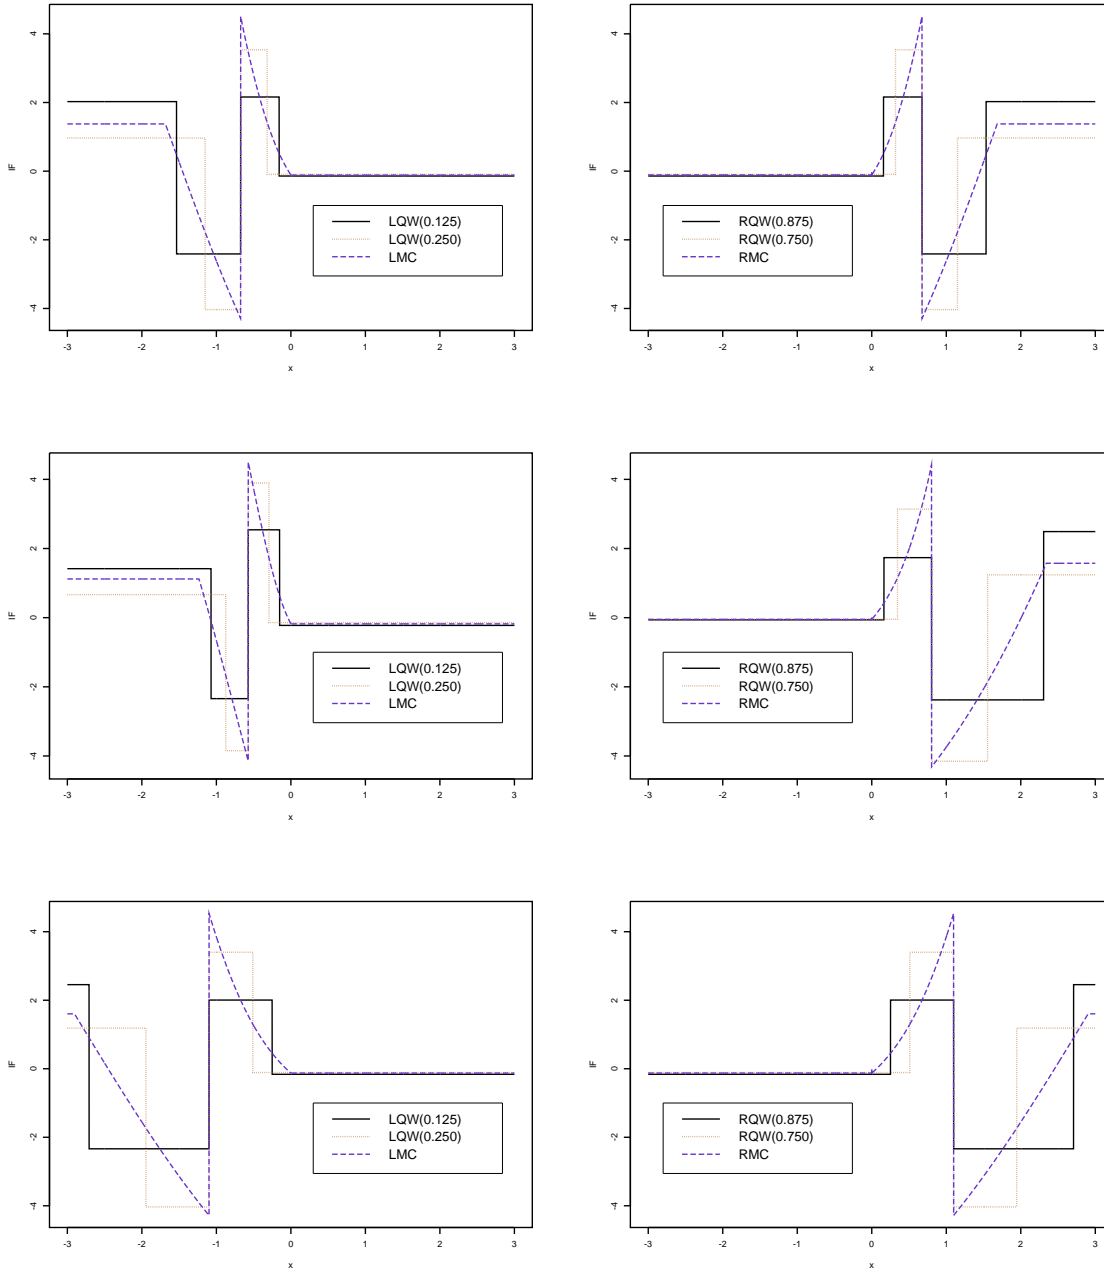 4
2
0
-2
-4
IF
LQW(0.125)
LQW(0.250)
LMC
-3 -2 -1 0 1 2 3
x
4
2
0
-2
-4
IF
RQW(0.875)
RQW(0.750)
RMC
-3 -2 -1 0 1 2 3
x
4
2
0
-2
-4
IF
LQW(0.125)
LQW(0.250)
LMC
-3 -2 -1 0 1 2 3
x
4
2
0
-2
-4
IF
RQW(0.875)
RQW(0.750)
RMC
-3 -2 -1 0 1 2 3
x
4
2
0
-2
-4
IF
LQW(0.125)
LQW(0.250)
LMC
-3 -2 -1 0 1 2 3
x
4
2
0
-2
-4
IF
RQW(0.875)
RQW(0.750)
RMC
-3 -2 -1 0 1 2 3
x